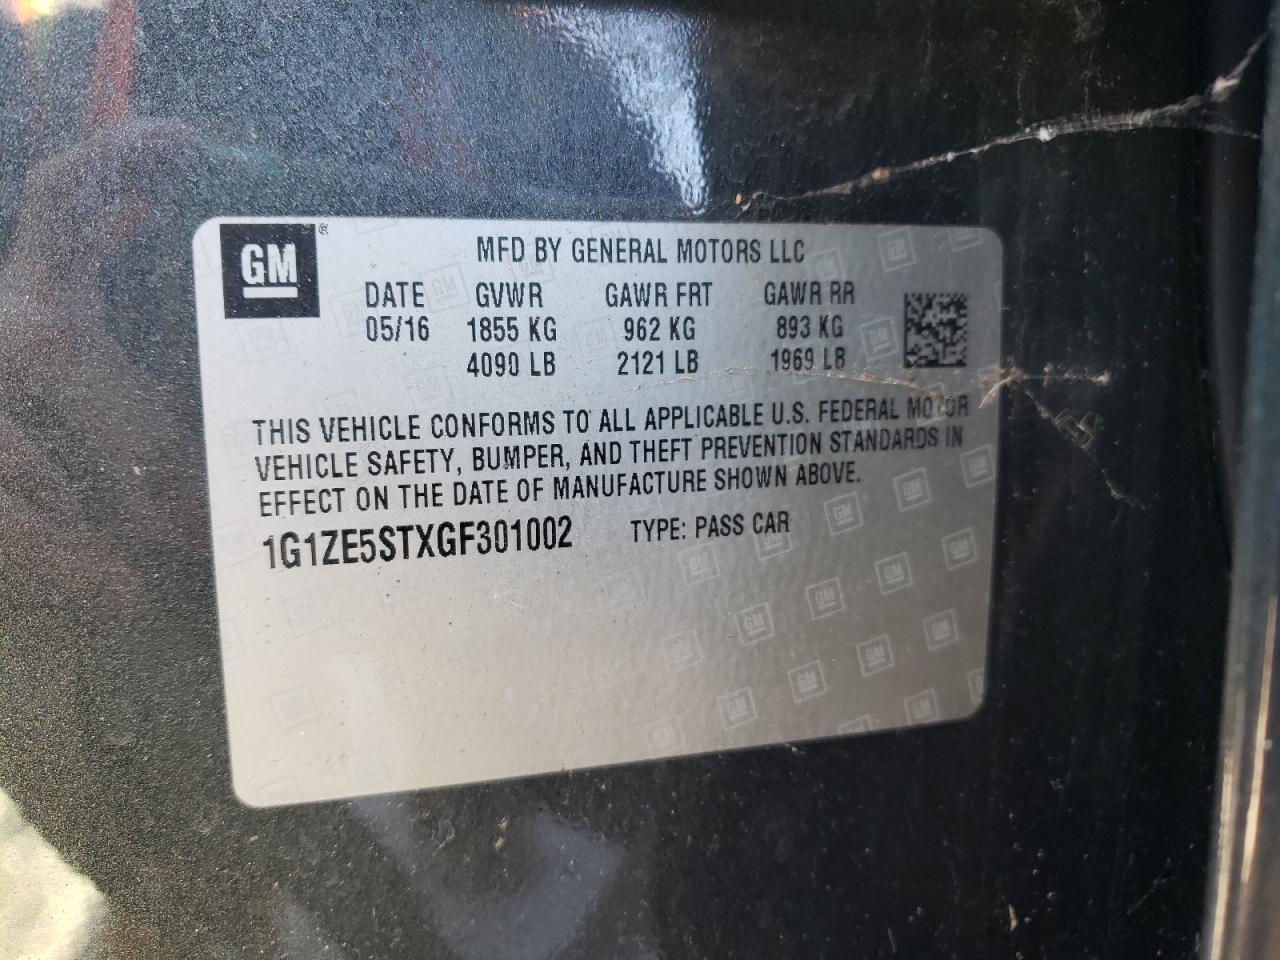 GM ®
MFD BY GENERAL MOTORS LLC
DATE GVWR GAWR FRT GAWR RR
05/16 1855 KG 962 KG 893 KG
4090 LB 2121 LB 1969 LB
THIS VEHICLE CONFORMS TO ALL APPLICABLE U.S. FEDERAL MOTOR
VEHICLE SAFETY, BUMPER, AND THEFT PREVENTION STANDARDS IN
EFFECT ON THE DATE OF MANUFACTURE SHOWN ABOVE.
1G1ZE5STXGF301002 TYPE: PASS CAR